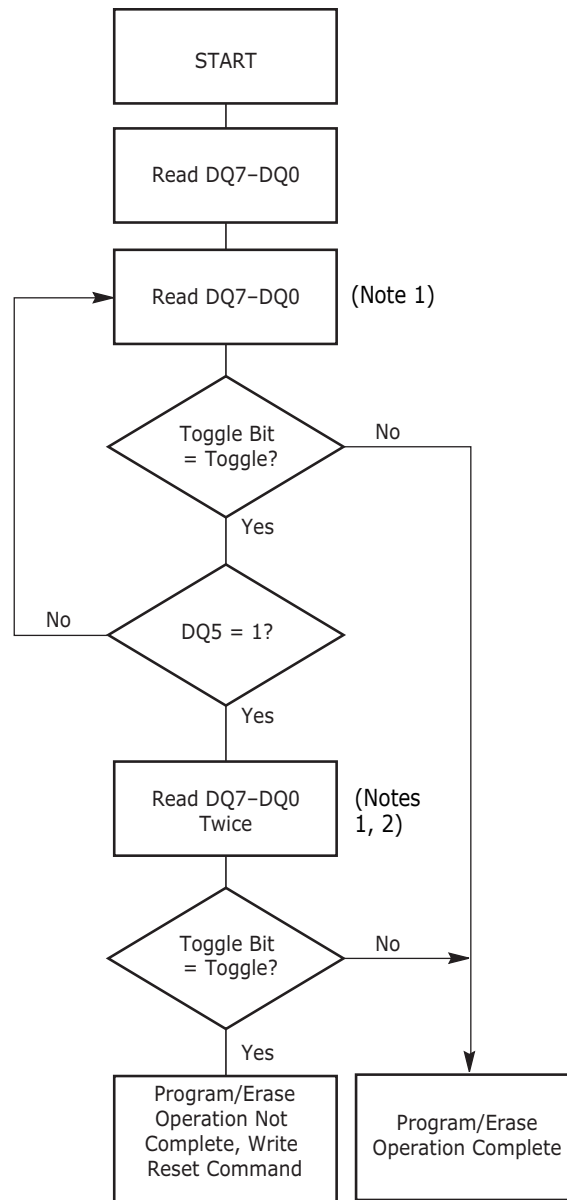 START
Read DQ7–DQ0
Read DQ7–DQ0
(Note 1)
Toggle Bit
= Toggle?
No
Yes
No
DQ5 = 1?
Yes
Read DQ7–DQ0
Twice
(Notes
1, 2)
Toggle Bit
= Toggle?
No
Yes
Program/Erase
Operation Not
Complete, Write
Reset Command
Program/Erase
Operation Complete